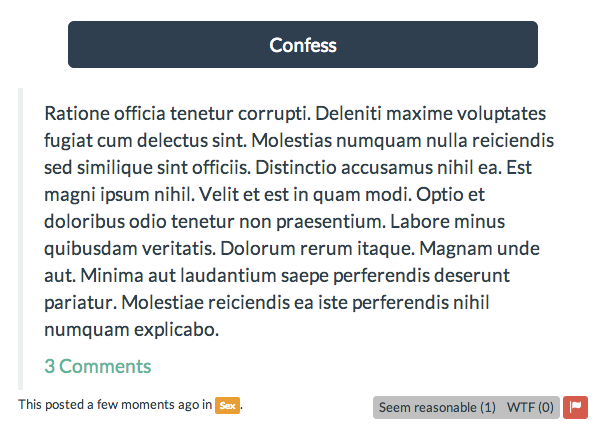 Confess
Ratione officia tenetur corrupti. Deleniti maxime voluptates
fugiat cum delectus sint. Molestias numquam nulla reiciendis
sed similique sint officiis. Distinctio accusamus nihil ea. Est
magni ipsum nihil. Velit et est in quam modi. Optio et
doloribus odio tenetur non praesentium. Labore minus
quibusdam veritatis. Dolorum rerum itaque. Magnam unde
aut. Minima aut laudantium saepe perferendis deserunt
pariatur. Molestiae reiciendis ea iste perferendis nihil
numquam explicabo.
3 Comments
This posted a few moments ago in Sex. Seem reasonable (1) WTF (0)